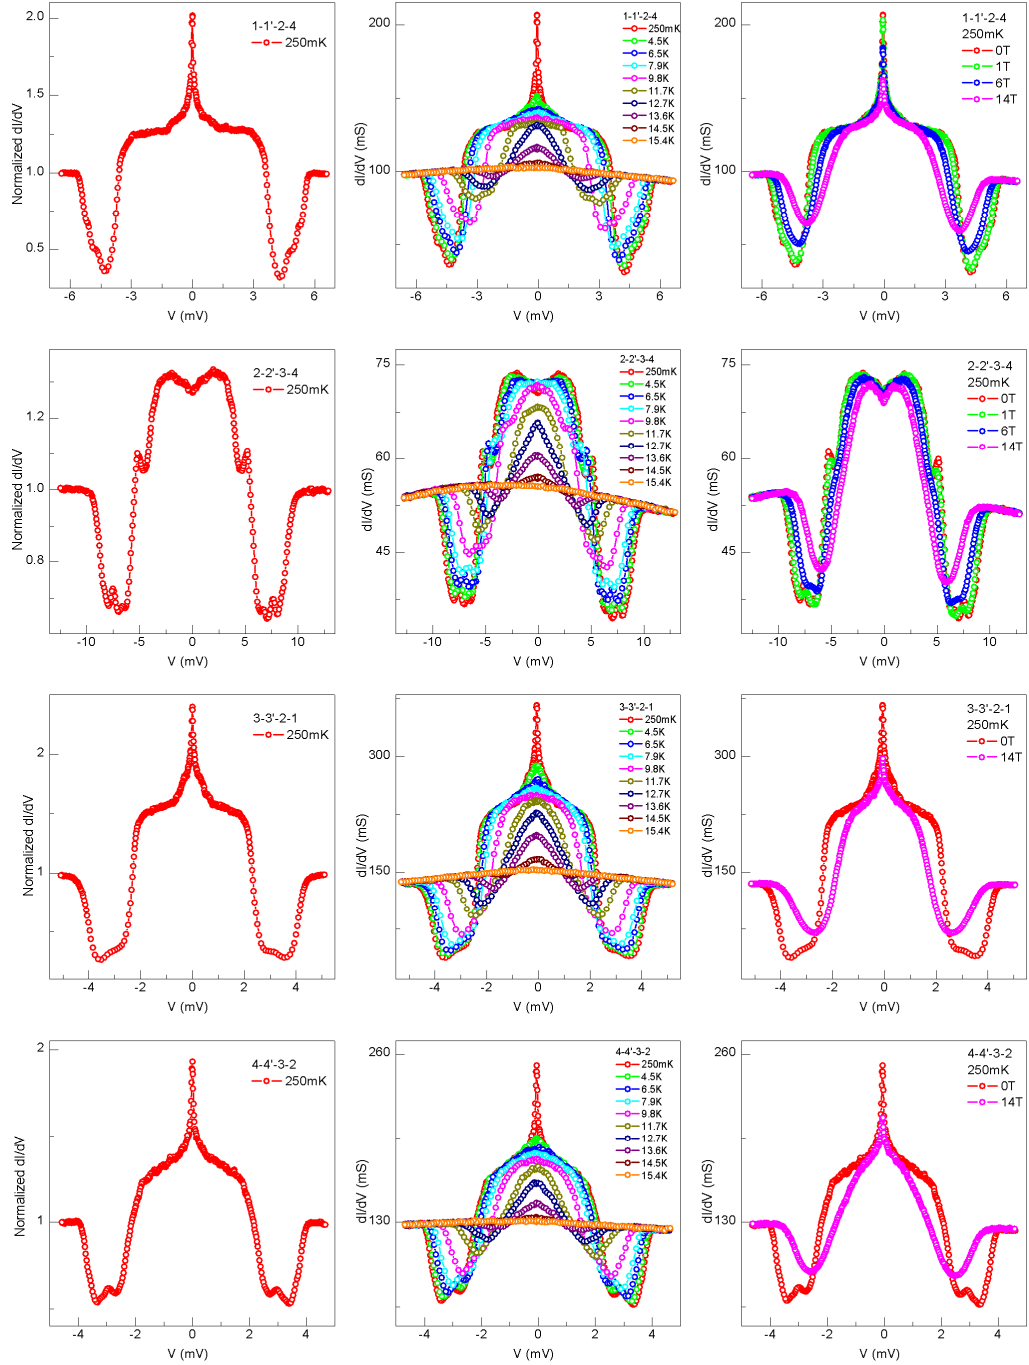 1-1'-2-4
250mK
2.0
1.5
1.0
0.5
Normalized dI/dV
-6 -3 0 3 6
V (mV)
1-1'-2-4
250mK
4.5K
6.5K
7.9K
9.8K
11.7K
12.7K
13.6K
14.5K
15.4K
200
100
dI/dV (mS)
-6 -3 0 3 6
V (mV)
1-1'-2-4
250mK
0T
1T
6T
14T
200
100
dI/dV (mS)
-6 -3 0 3 6
V (mV)
2-2'-3-4
250mK
1.2
1.0
0.8
Normalized dI/dV
-10 -5 0 5 10
V (mV)
2-2'-3-4
250mK
4.5K
6.5K
7.9K
9.8K
11.7K
12.7K
13.6K
14.5K
15.4K
75
60
45
dI/dV (mS)
-10 -5 0 5 10
V (mV)
2-2'-3-4
250mK
0T
1T
6T
14T
75
60
45
dI/dV (mS)
-10 -5 0 5 10
V (mV)
3-3'-2-1
250mK
2
1
Normalized dI/dV
-4 -2 0 2 4
V (mV)
3-3'-2-1
250mK
4.5K
6.5K
7.9K
9.8K
11.7K
12.7K
13.6K
14.5K
15.4K
300
150
dI/dV (mS)
-4 -2 0 2 4
V (mV)
3-3'-2-1
250mK
0T
14T
300
150
dI/dV (mS)
-4 -2 0 2 4
V (mV)
4-4'-3-2
250mK
2
1
Normalized dI/dV
-4 -2 0 2 4
V (mV)
4-4'-3-2
250mK
4.5K
6.5K
7.9K
9.8K
11.7K
12.7K
13.6K
14.5K
15.4K
260
130
dI/dV (mS)
-4 -2 0 2 4
V (mV)
4-4'-3-2
250mK
0T
14T
260
130
dI/dV (mS)
-4 -2 0 2 4
V (mV)